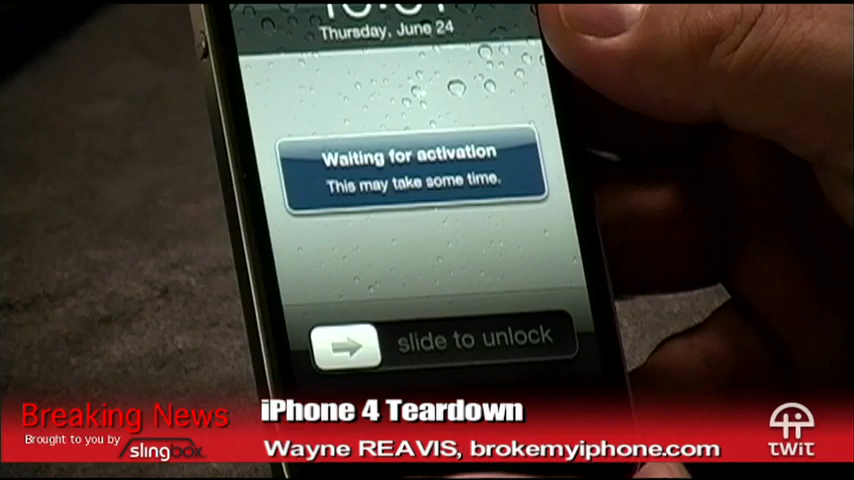 Thursday, June 24
Waiting for activation
This may take some time.
slide to unlock
Breaking News
Brought to you by
slingbox
iPhone 4 Teardown
Wayne REAVIS, brokemyiphone.com
TWiT